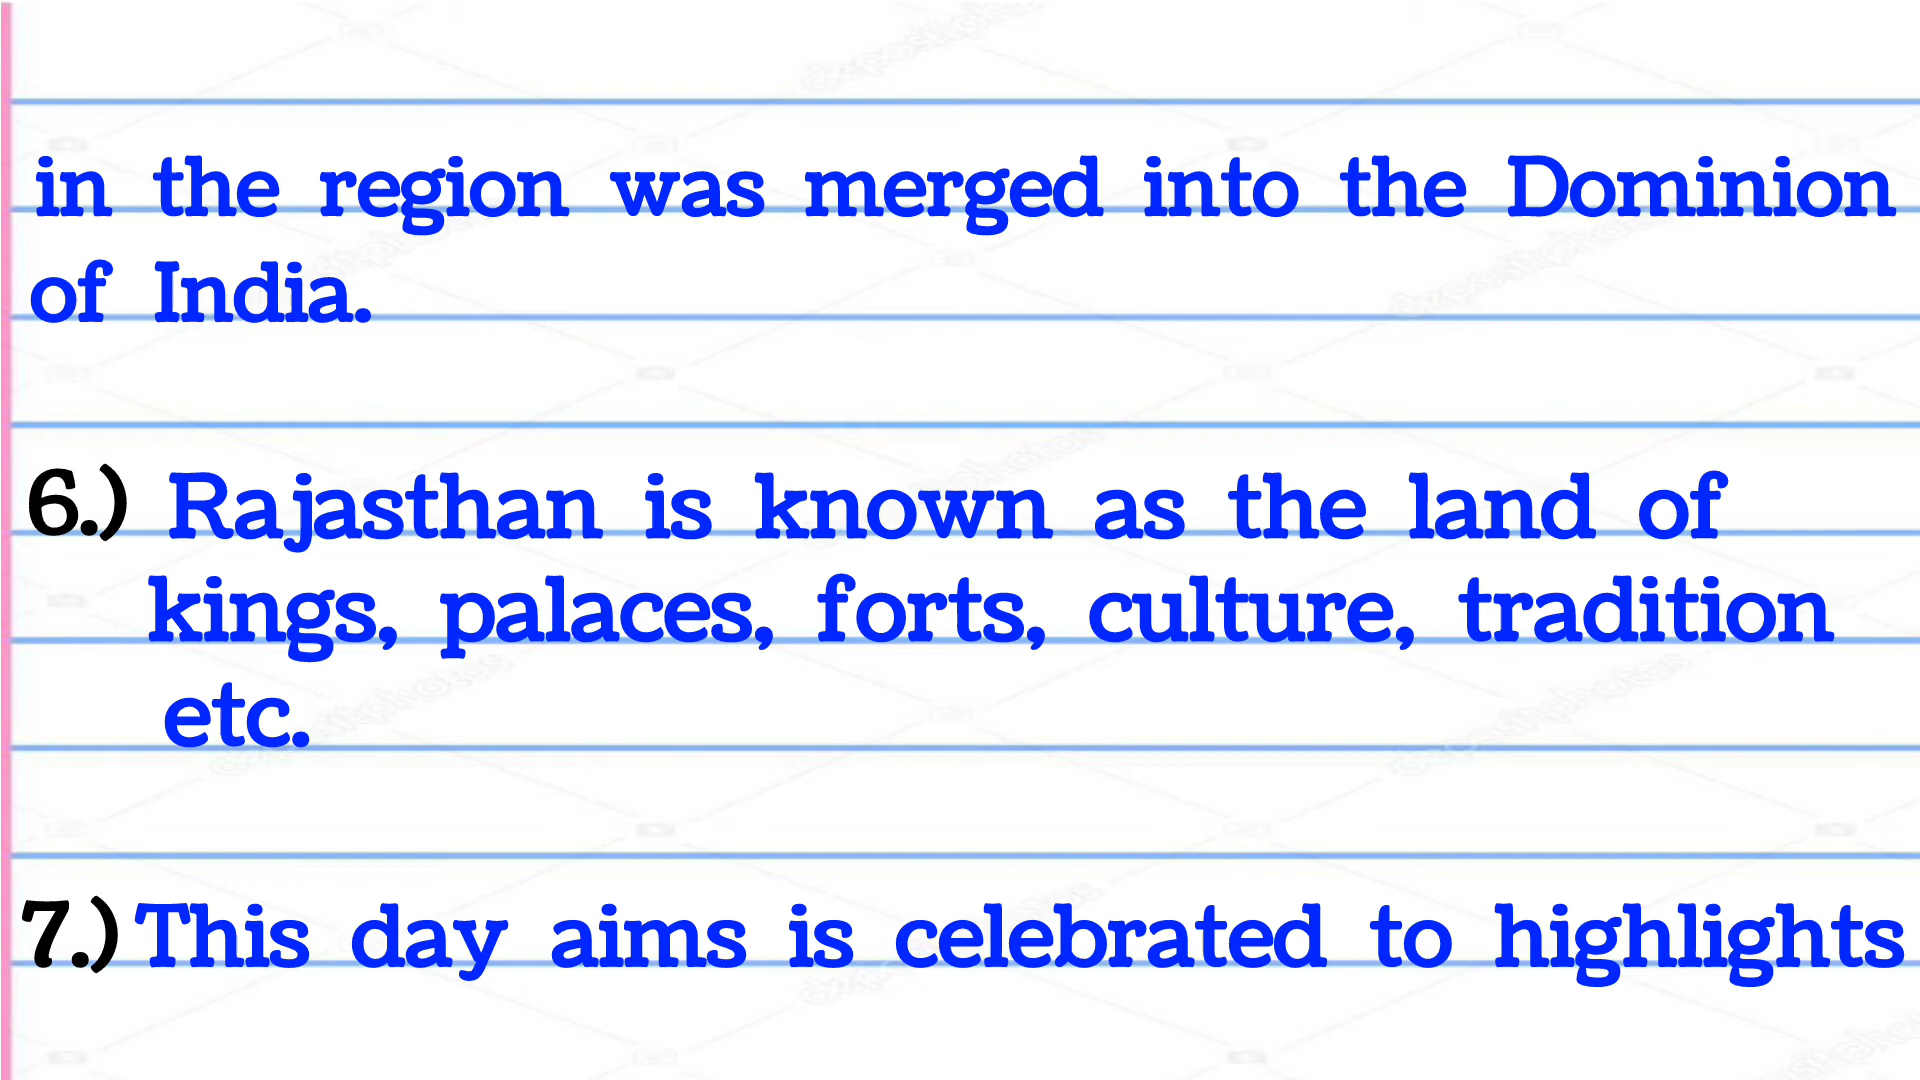 in the region was merged into the Dominion
of India.
6.) Rajasthan is known as the land of
kings, palaces, forts, culture, tradition
etc.
7.) This day aims is celebrated to highlights